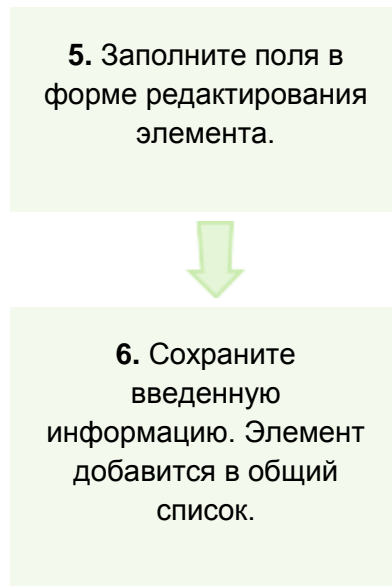 5. Заполните поля в
форме редактирования
элемента.
6. Сохраните
введенную
информацию. Элемент
добавится в общий
список.